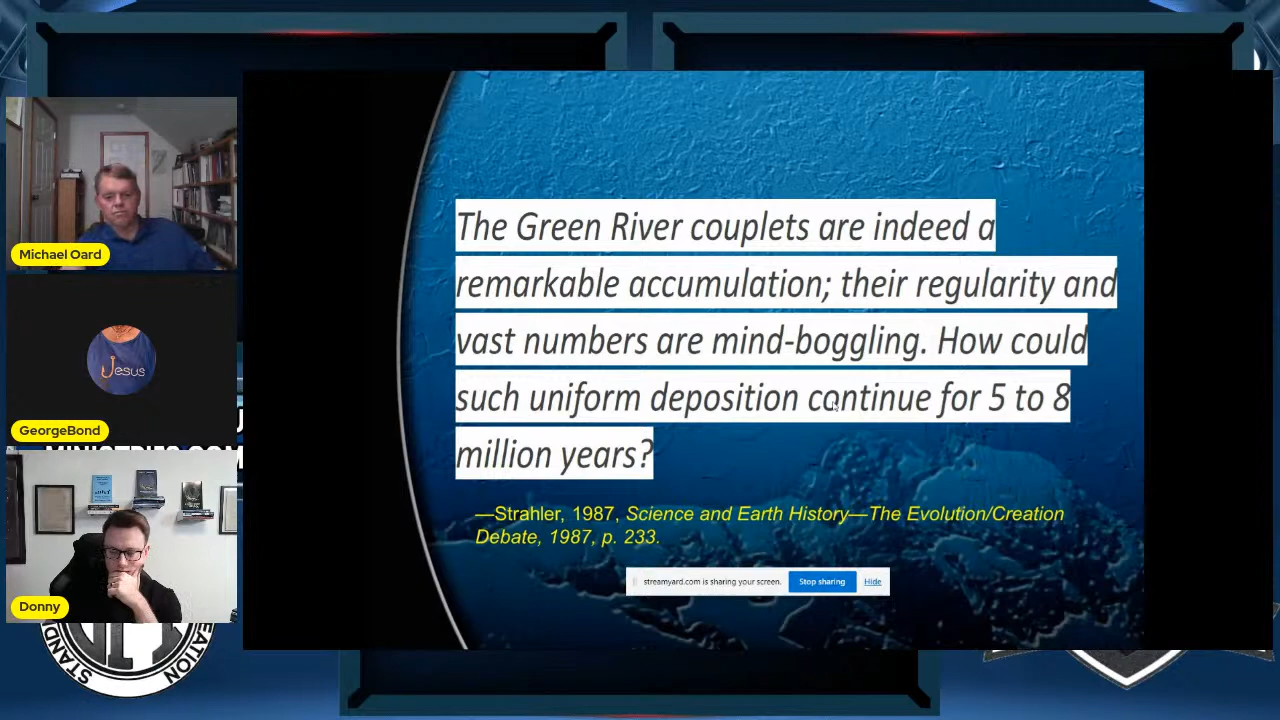 Michael Oard
Jesus
GeorgeBond
Donny
The Green River couplets are indeed a
remarkable accumulation; their regularity and
vast numbers are mind-boggling. How could
such uniform deposition continue for 5 to 8
million years?
—Strahler, 1987, Science and Earth History—The Evolution/Creation
Debate, 1987, p. 233.
streamyard.com is sharing your screen. Stop sharing Hide